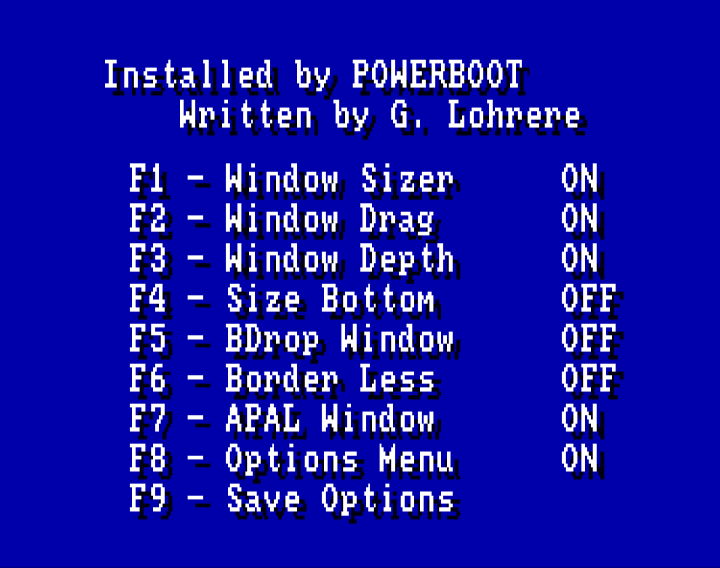 Installed by POWERBOOT
Written by G. Lohrere
F1 - Window Sizer ON
F2 - Window Drag ON
F3 - Window Depth ON
F4 - Size Bottom OFF
F5 - BDrop Window OFF
F6 - Border Less OFF
F7 - APAL Window ON
F8 - Options Menu ON
F9 - Save Options